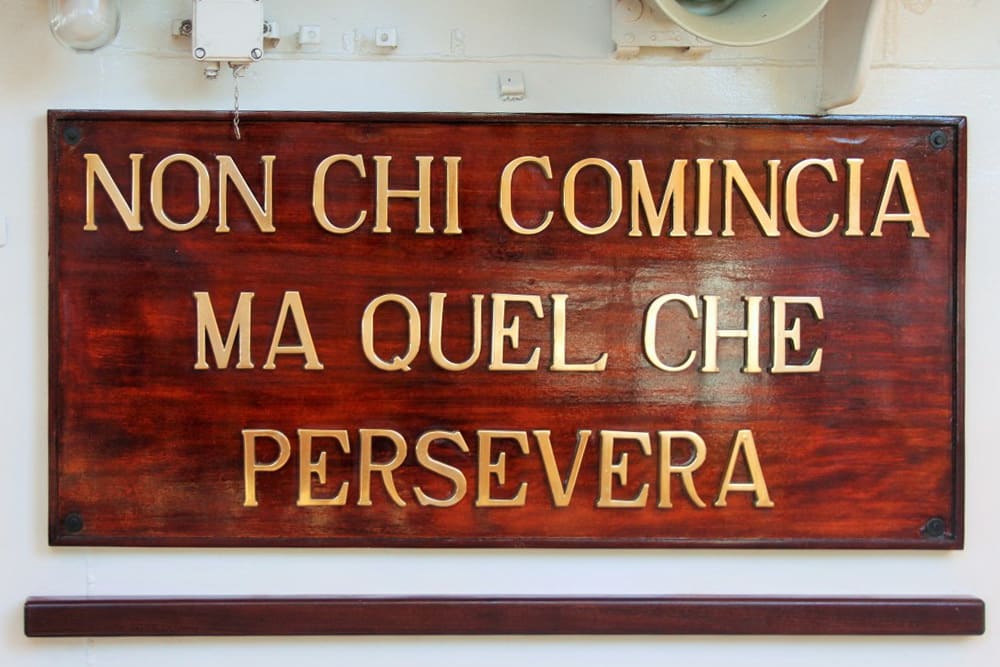 NON CHI COMINCIA
MA QUEL CHE
PERSEVERA